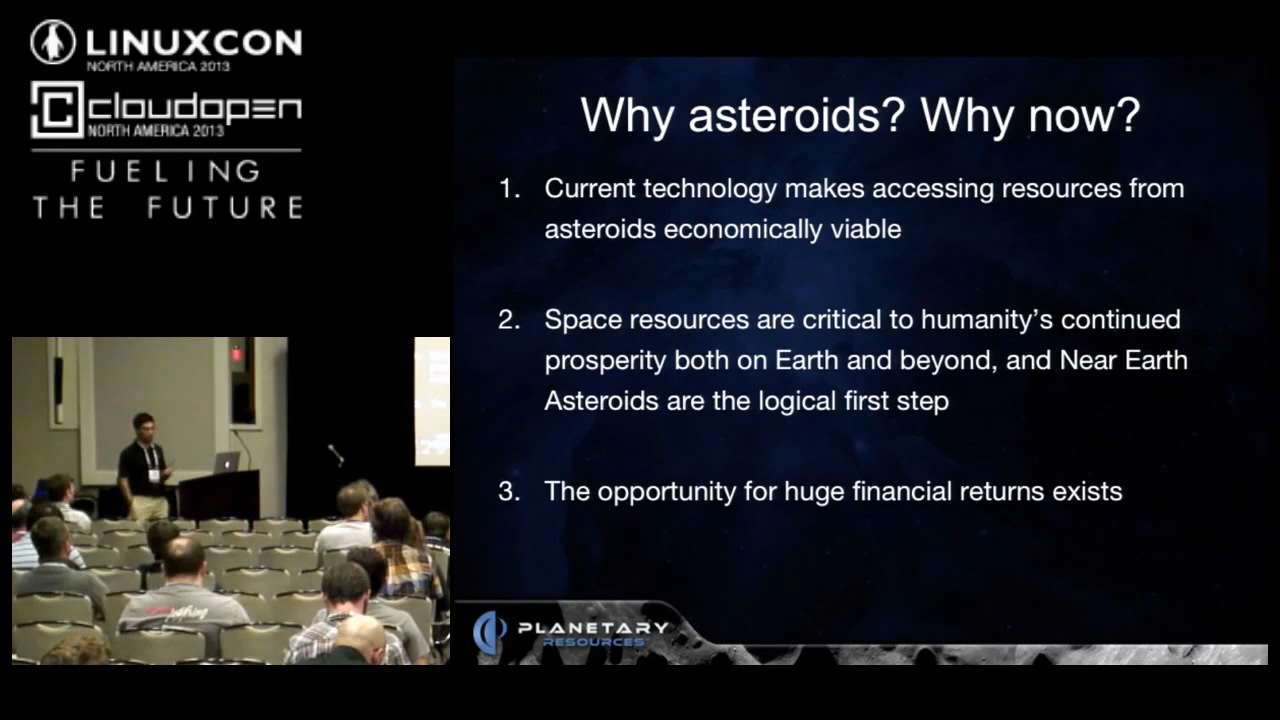 LINUXCON
NORTH AMERICA 2013
cloudopen
NORTH AMERICA 2013
FUELING
THE FUTURE
Why asteroids? Why now?
1. Current technology makes accessing resources from
asteroids economically viable
2. Space resources are critical to humanity's continued
prosperity both on Earth and beyond, and Near Earth
Asteroids are the logical first step
3. The opportunity for huge financial returns exists
PLANETARY
RESOURCES